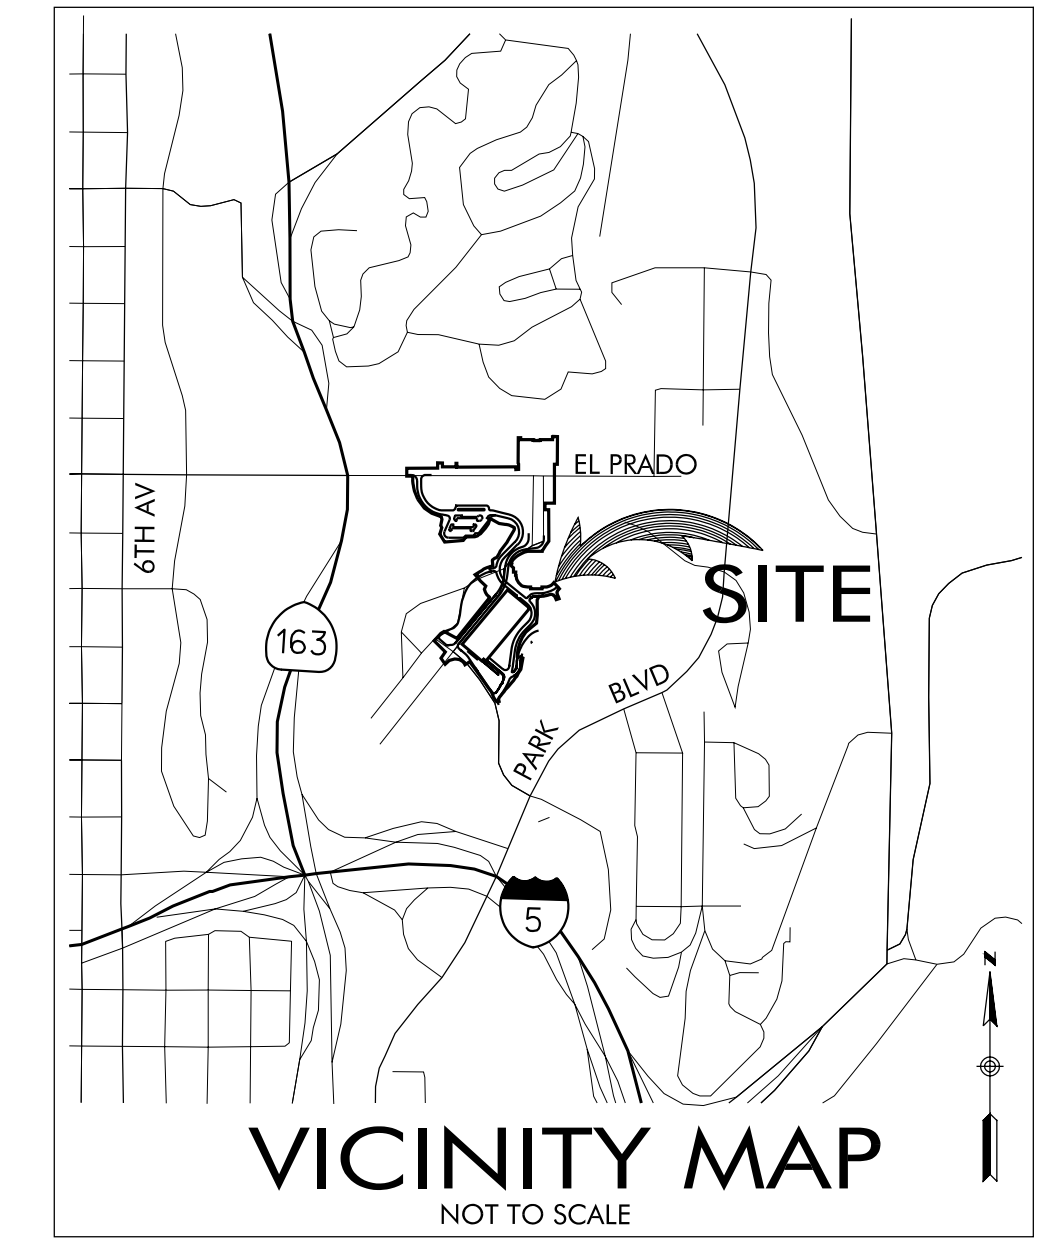 EL PRADO
6TH AV
SITE
163
BLVD
PARK
5
N
VICINITY MAP
NOT TO SCALE